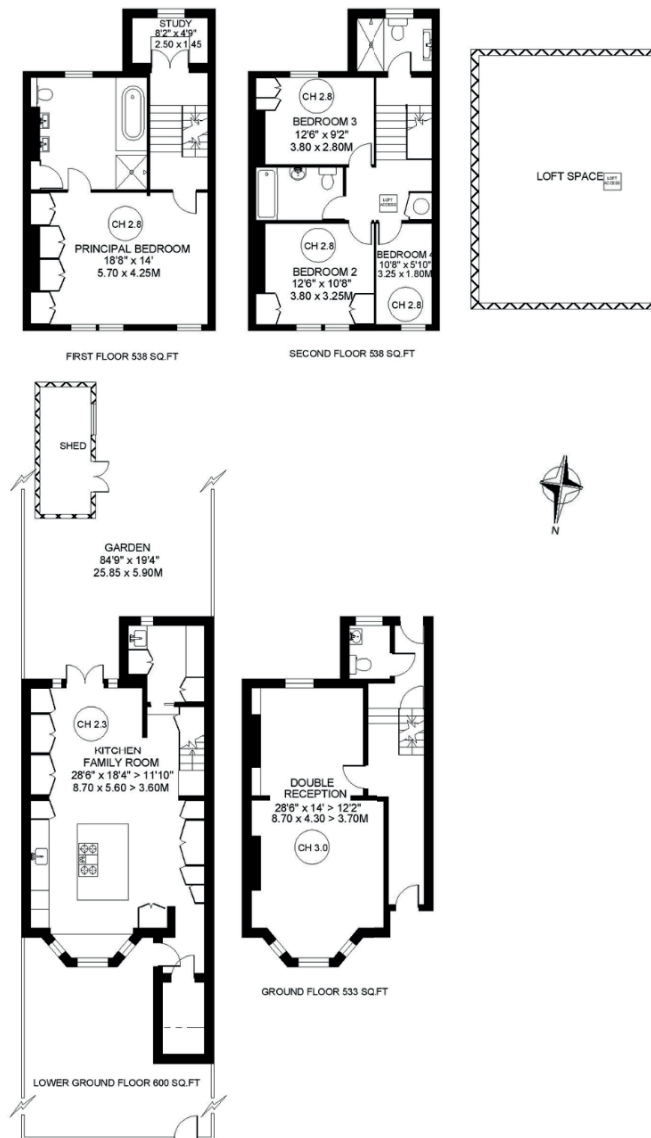 STUDY
8'2" x 4'9"
2.50 x 1.45
CH 2.8
PRINCIPAL BEDROOM
18'8" x 14'
5.70 x 4.25M
FIRST FLOOR 538 SQ.FT
CH 2.8
BEDROOM 3
12'6" x 9'2"
3.80 x 2.80M
LOFT
ACCESS
CH 2.8
BEDROOM 2
12'6" x 10'8"
3.80 x 3.25M
BEDROOM 4
10'8" x 5'10"
3.25 x 1.80M
CH 2.8
SECOND FLOOR 538 SQ.FT
LOFT SPACE
LOFT
ACCESS
SHED
GARDEN
84'9" x 19'4"
25.85 x 5.90M
N
CH 2.3
KITCHEN
FAMILY ROOM
28'6" x 18'4" > 11'10"
8.70 x 5.60 > 3.60M
LOWER GROUND FLOOR 600 SQ.FT
DOUBLE
RECEPTION
28'6" x 14' > 12'2"
8.70 x 4.30 > 3.70M
CH 3.0
GROUND FLOOR 533 SQ.FT